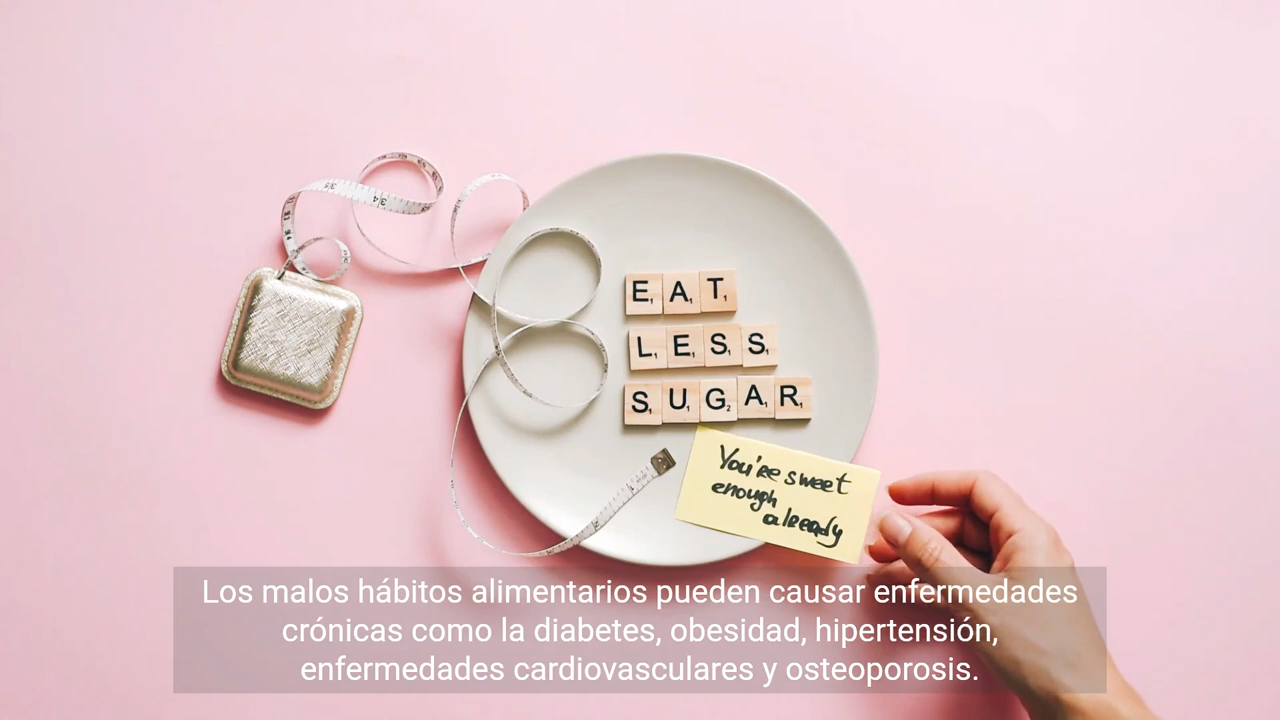 EAT
LESS
SUGAR
You're sweet
enough
already
Los malos hábitos alimentarios pueden causar enfermedades
crónicas como la diabetes, obesidad, hipertensión,
enfermedades cardiovasculares y osteoporosis.